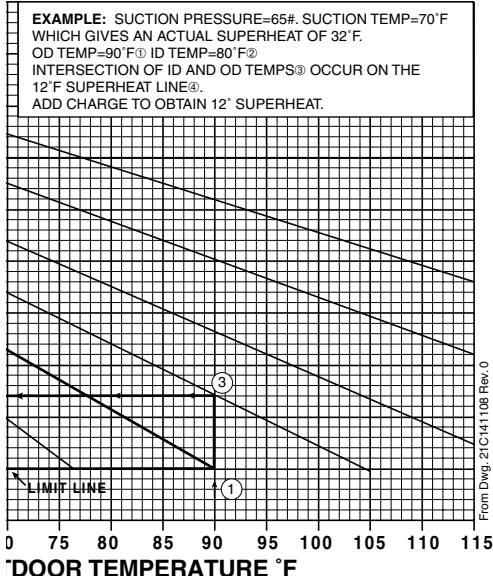 EXAMPLE: SUCTION PRESSURE=65#. SUCTION TEMP=70˚F
WHICH GIVES AN ACTUAL SUPERHEAT OF 32˚F.
OD TEMP=90˚F① ID TEMP=80˚F②
INTERSECTION OF ID AND OD TEMPS③ OCCUR ON THE
12˚F SUPERHEAT LINE④.
ADD CHARGE TO OBTAIN 12˚ SUPERHEAT.
3
LIMIT LINE
1
0 75 80 85 90 95 100 105 110 115
TDOOR TEMPERATURE ˚F
From Dwg. 21C141108 Rev. 0